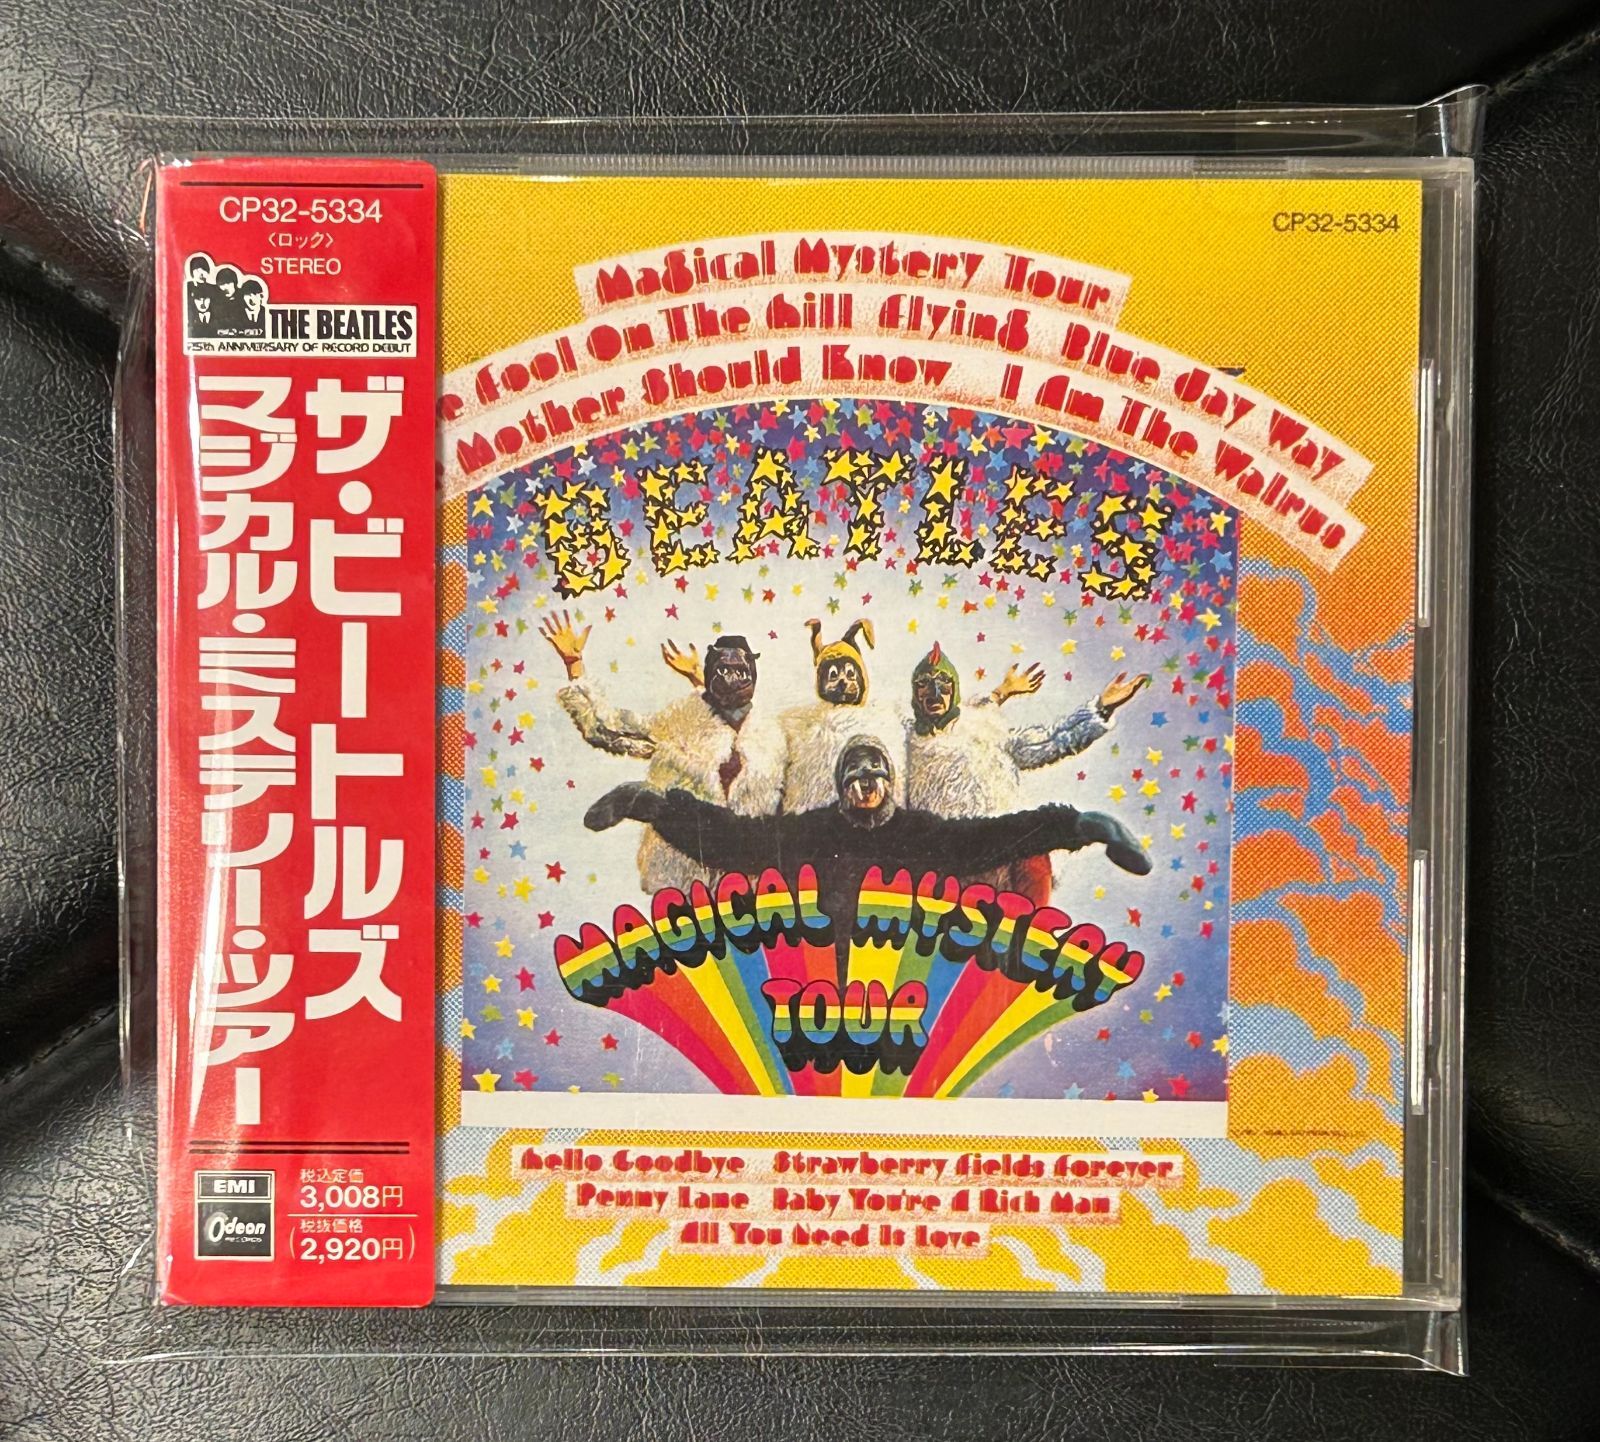 CP32-5334
〈ロック〉
STEREO
1962-1987
THE BEATLES
25th ANNIVERSARY OF RECORD DEBUT
ザ・ビートルズ
マジカル・ミステリー・ツアー
EMI
Odeon
RECORDS
税込定価
3,008円
税抜価格
(2,920円)
CP32-5334
Magical Mystery Tour
Fool On The Hill Flying Blue Jay Way
Mother Should Know I Am The Walrus
BEATLES
MAGICAL MYSTERY
TOUR
Hello Goodbye Strawberry Fields Forever
Penny Lane Baby You're A Rich Man
All You Need Is Love